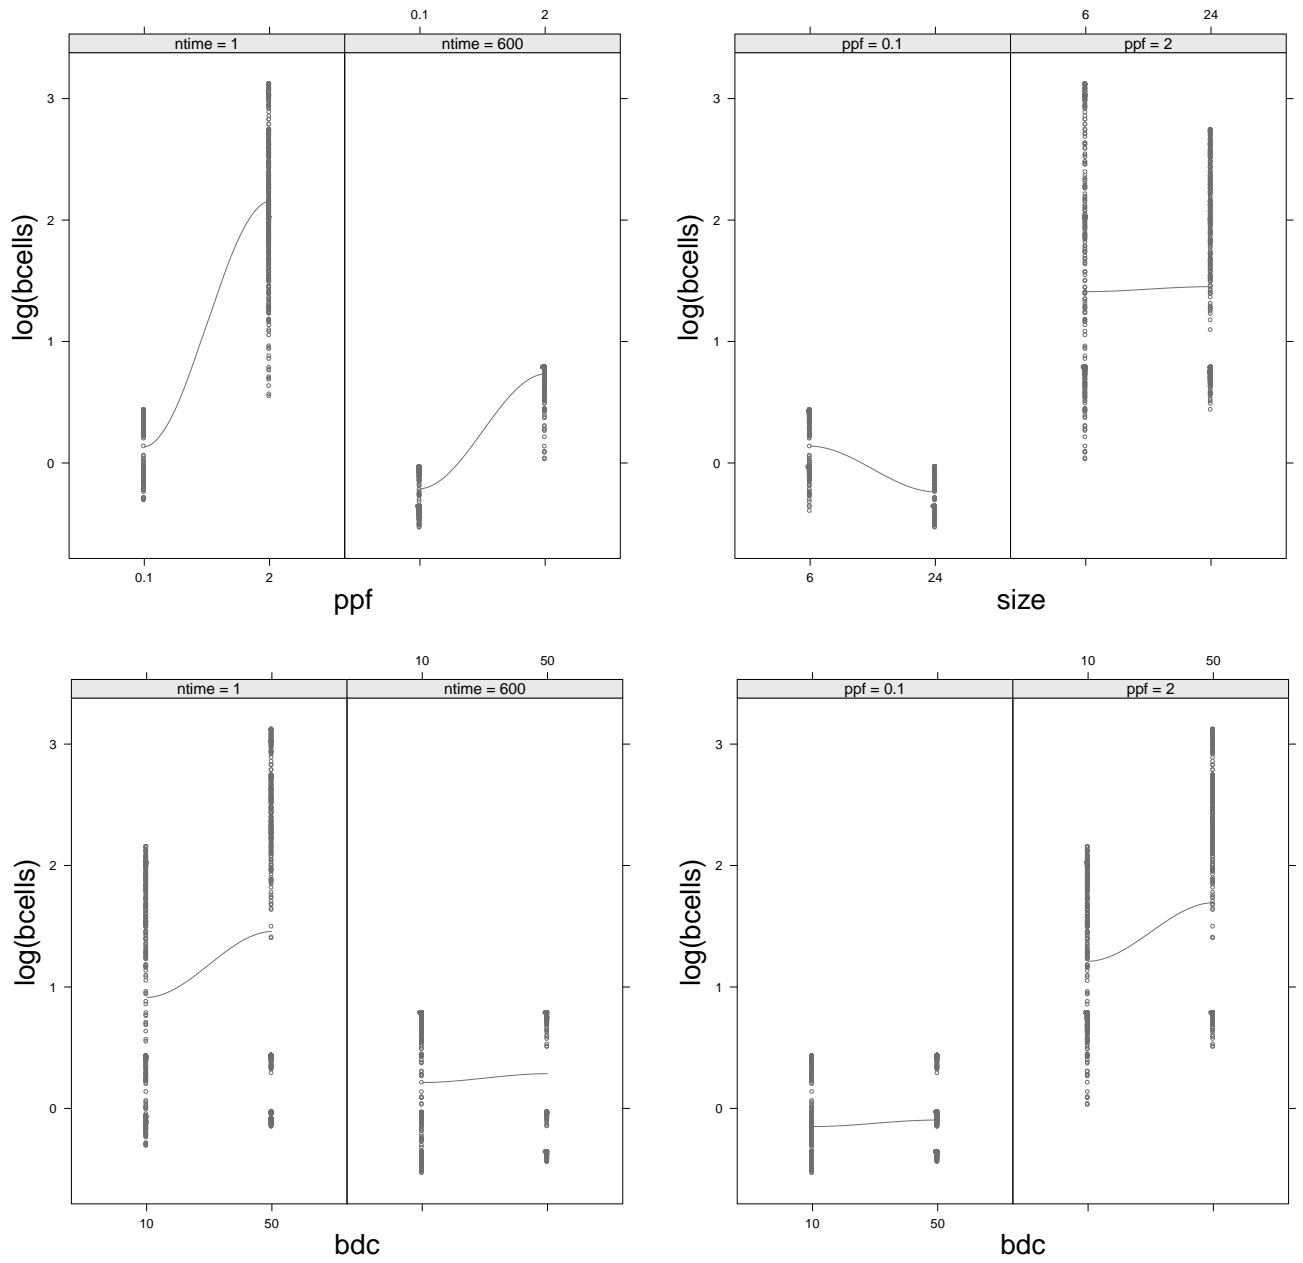 0.1 2
ntime = 1 ntime = 600
log(bcells)
3
2
1
0
0.1 2
ppf
6 24
ppf = 0.1 ppf = 2
log(bcells)
3
2
1
0
6 24
size
10 50
ntime = 1 ntime = 600
log(bcells)
3
2
1
0
10 50
bdc
10 50
ppf = 0.1 ppf = 2
log(bcells)
3
2
1
0
10 50
bdc